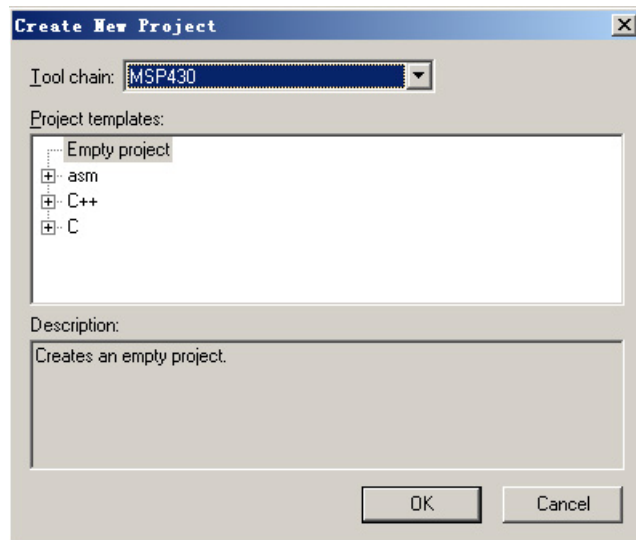 Create New Project
Tool chain: MSP430
Project templates:
Empty project
asm
C++
C
Description:
Creates an empty project.
OK Cancel